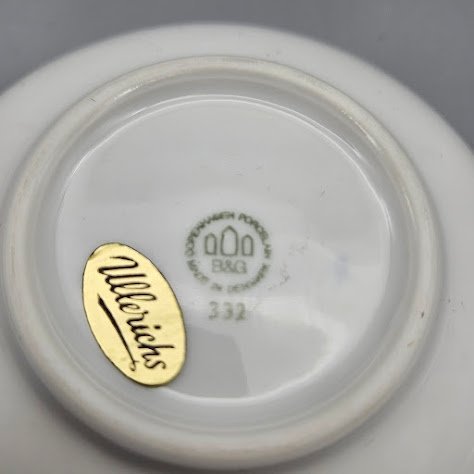 COPENHAGEN PORCELAIN
B&G
MADE IN DENMARK
332
Ullerichs